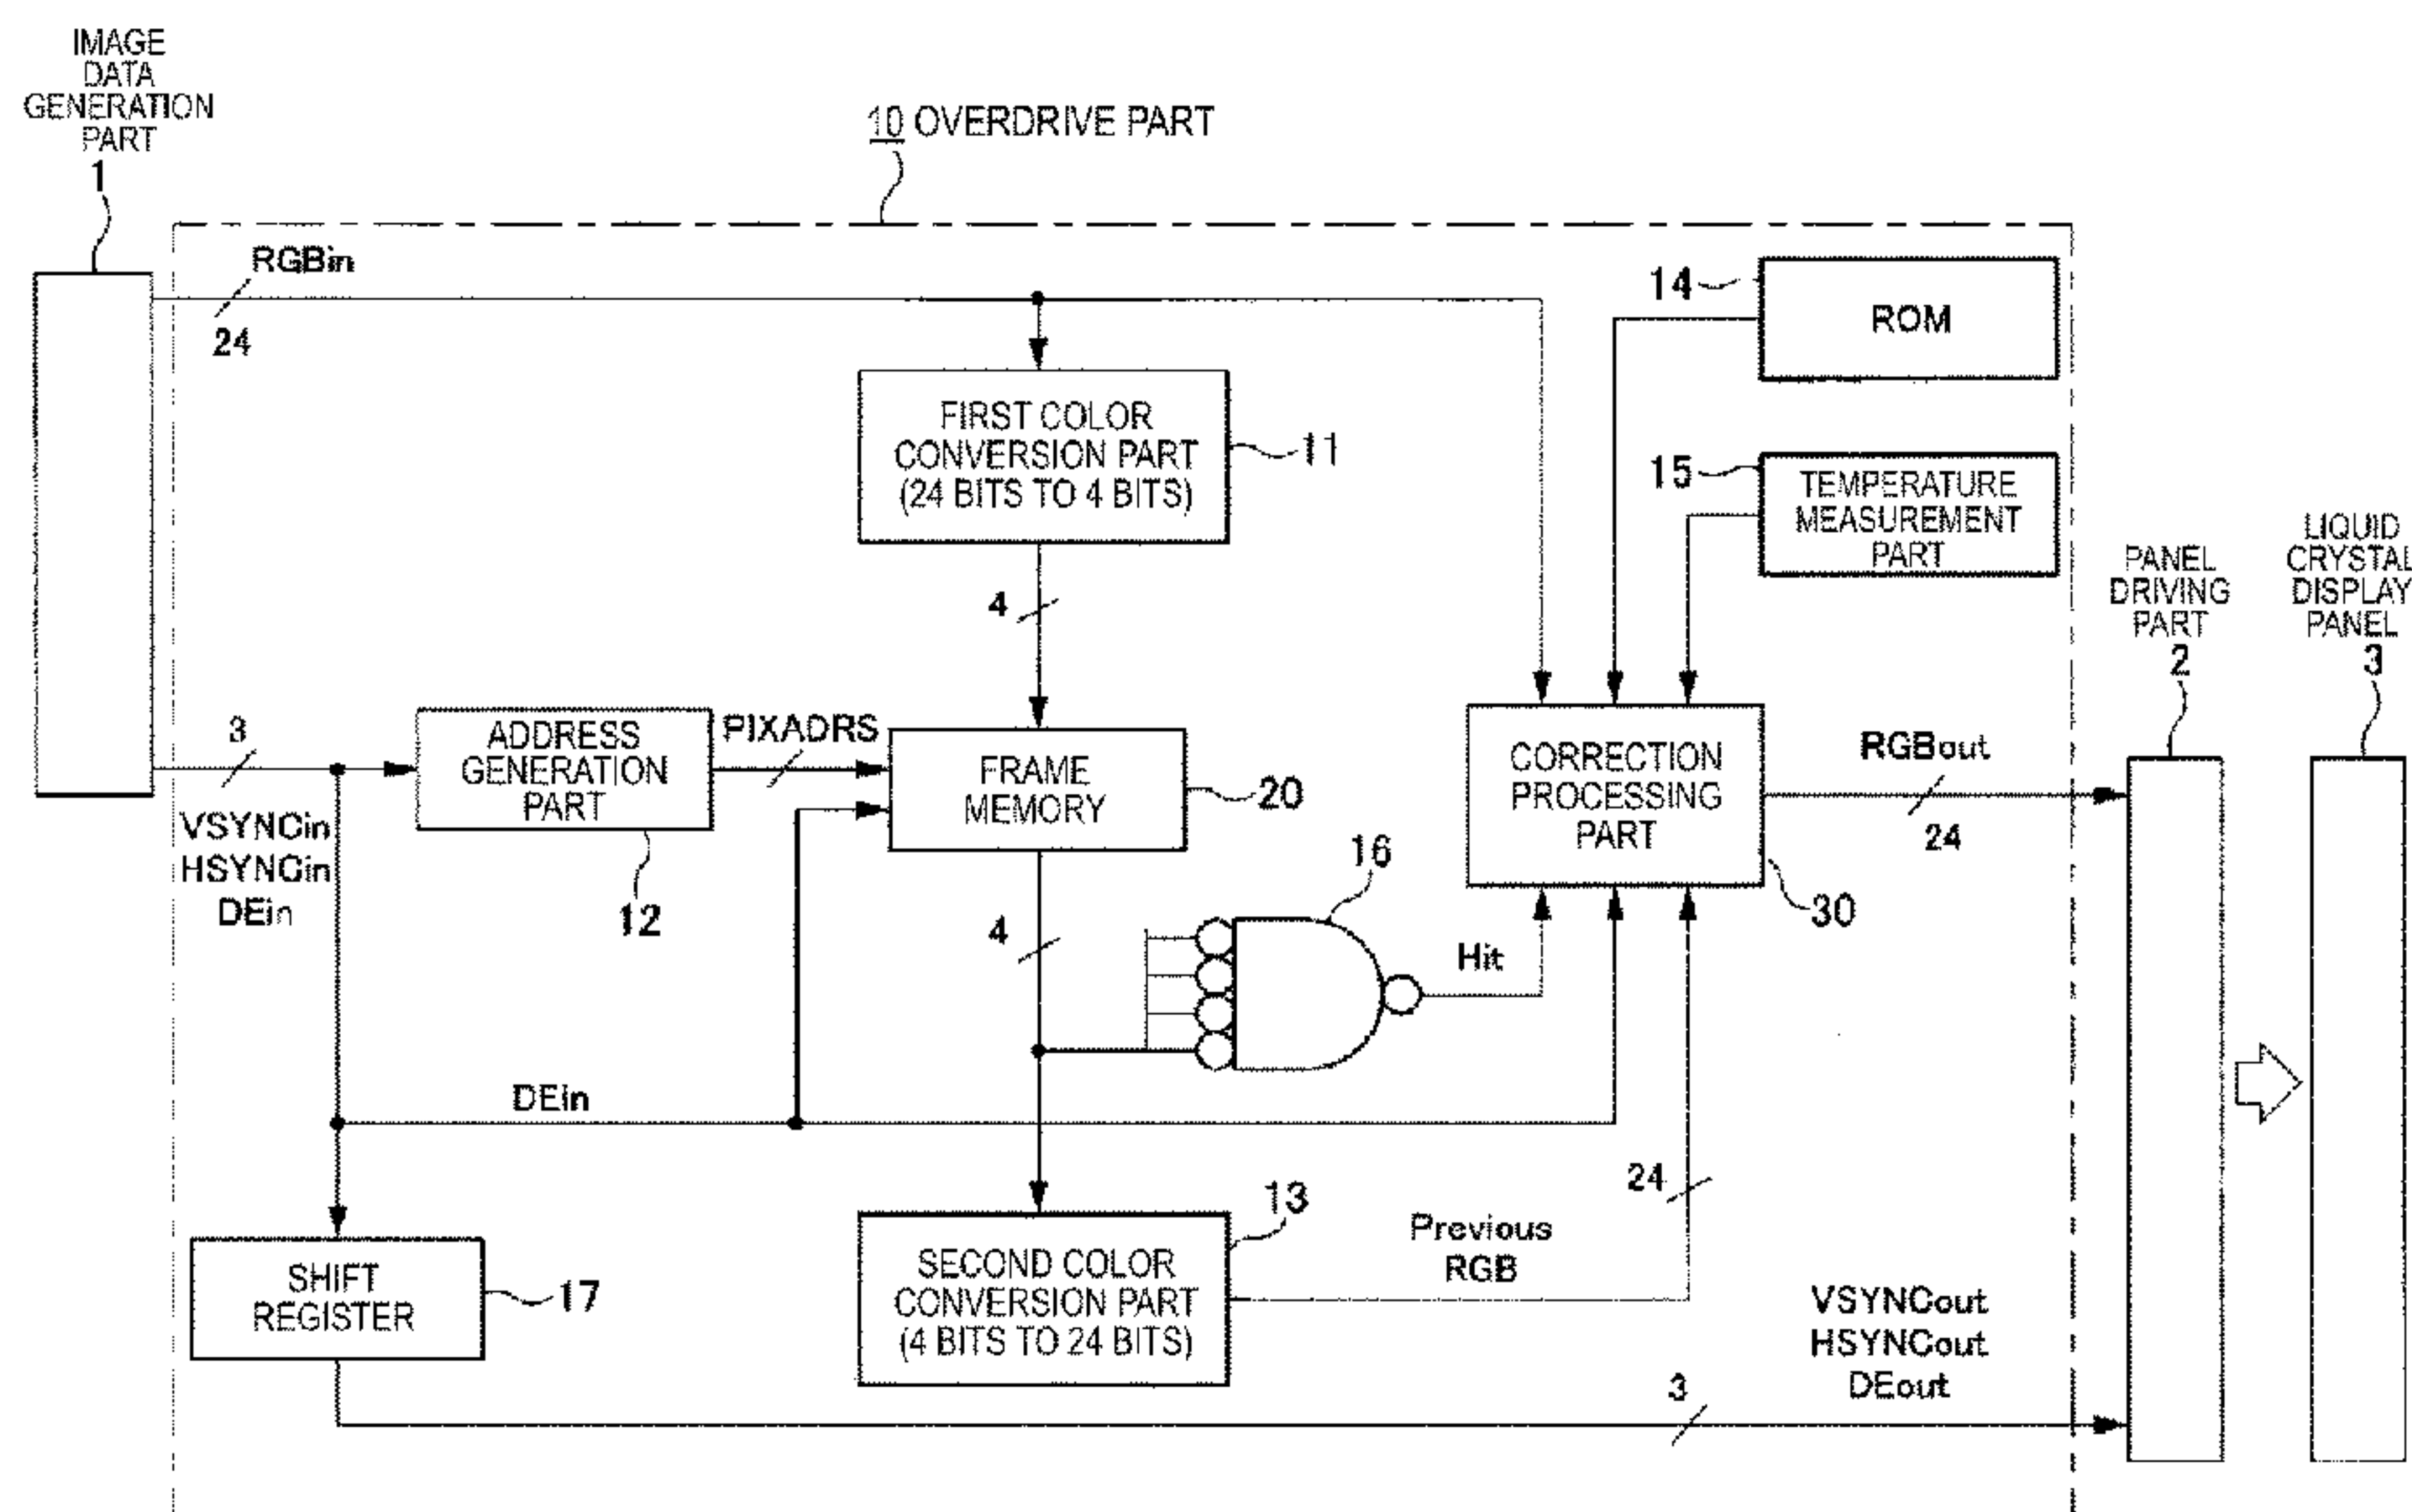 IMAGE
DATA
GENERATION
PART
1
10 OVERDRIVE PART
RGBin
24
14
ROM
FIRST COLOR
CONVERSION PART
(24 BITS TO 4 BITS)
11
15
TEMPERATURE
MEASUREMENT
PART
PANEL
DRIVING
PART
2
LIQUID
CRYSTAL
DISPLAY
PANEL
3
4
3
VSYNCin
HSYNCin
DEin
ADDRESS
GENERATION
PART
12
PIXADRS
FRAME
MEMORY
20
CORRECTION
PROCESSING
PART
30
RGBout
24
4
16
Hit
DEin
24
13
SECOND COLOR
CONVERSION PART
(4 BITS TO 24 BITS)
Previous
RGB
SHIFT
REGISTER
17
VSYNCout
HSYNCout
DEout
3